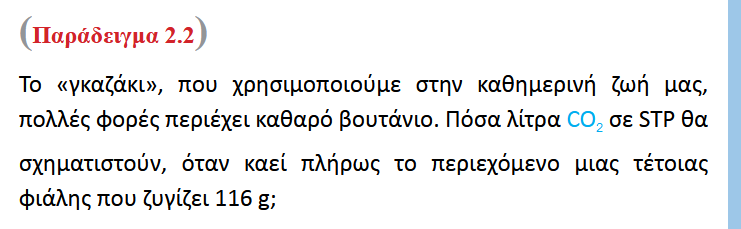 (Παράδειγμα 2.2)
Το «γκαζάκι», που χρησιμοποιούμε στην καθημερινή ζωή μας,
πολλές φορές περιέχει καθαρό βουτάνιο. Πόσα λίτρα CO₂ σε STP θα
σχηματιστούν, όταν καεί πλήρως το περιεχόμενο μιας τέτοιας
φιάλης που ζυγίζει 116 g;